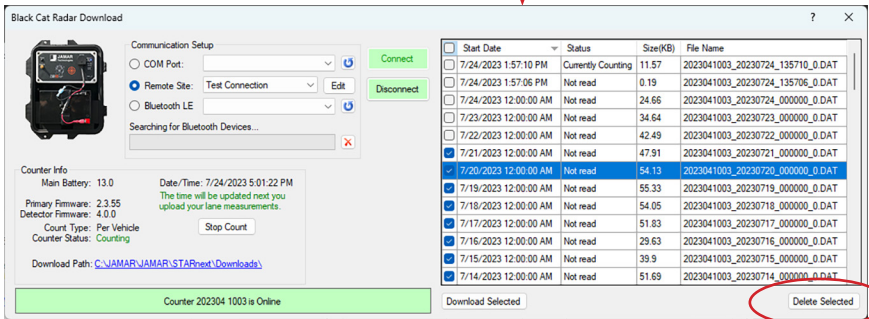 Black Cat Radar Download
? ×
JAMAR
Communication Setup
COM Port:
Connect
Remote Site: Test Connection Edit
Disconnect
Bluetooth LE
Searching for Bluetooth Devices...
Counter Info
Main Battery: 13.0 Date/Time: 7/24/2023 5:01:22 PM
The time will be updated next you
upload your lane measurements.
Primary Firmware: 2.3.55
Detector Firmware: 4.0.0
Count Type: Per Vehicle Stop Count
Counter Status: Counting
Download Path: C:\JAMAR\JAMAR\STARnext\Downloads\
Counter 202304 1003 is Online
Start Date Status Size(KB) File Name
7/24/2023 1:57:10 PM Currently Counting 11.57 2023041003_20230724_135710_0.DAT
7/24/2023 1:57:06 PM Not read 0.19 2023041003_20230724_135706_0.DAT
7/24/2023 12:00:00 AM Not read 24.66 2023041003_20230724_000000_0.DAT
7/23/2023 12:00:00 AM Not read 34.64 2023041003_20230723_000000_0.DAT
7/22/2023 12:00:00 AM Not read 42.49 2023041003_20230722_000000_0.DAT
7/21/2023 12:00:00 AM Not read 47.91 2023041003_20230721_000000_0.DAT
7/20/2023 12:00:00 AM Not read 54.13 2023041003_20230720_000000_0.DAT
7/19/2023 12:00:00 AM Not read 55.33 2023041003_20230719_000000_0.DAT
7/18/2023 12:00:00 AM Not read 54.05 2023041003_20230718_000000_0.DAT
7/17/2023 12:00:00 AM Not read 51.83 2023041003_20230717_000000_0.DAT
7/16/2023 12:00:00 AM Not read 29.63 2023041003_20230716_000000_0.DAT
7/15/2023 12:00:00 AM Not read 39.9 2023041003_20230715_000000_0.DAT
7/14/2023 12:00:00 AM Not read 51.69 2023041003_20230714_000000_0.DAT
Download Selected Delete Selected